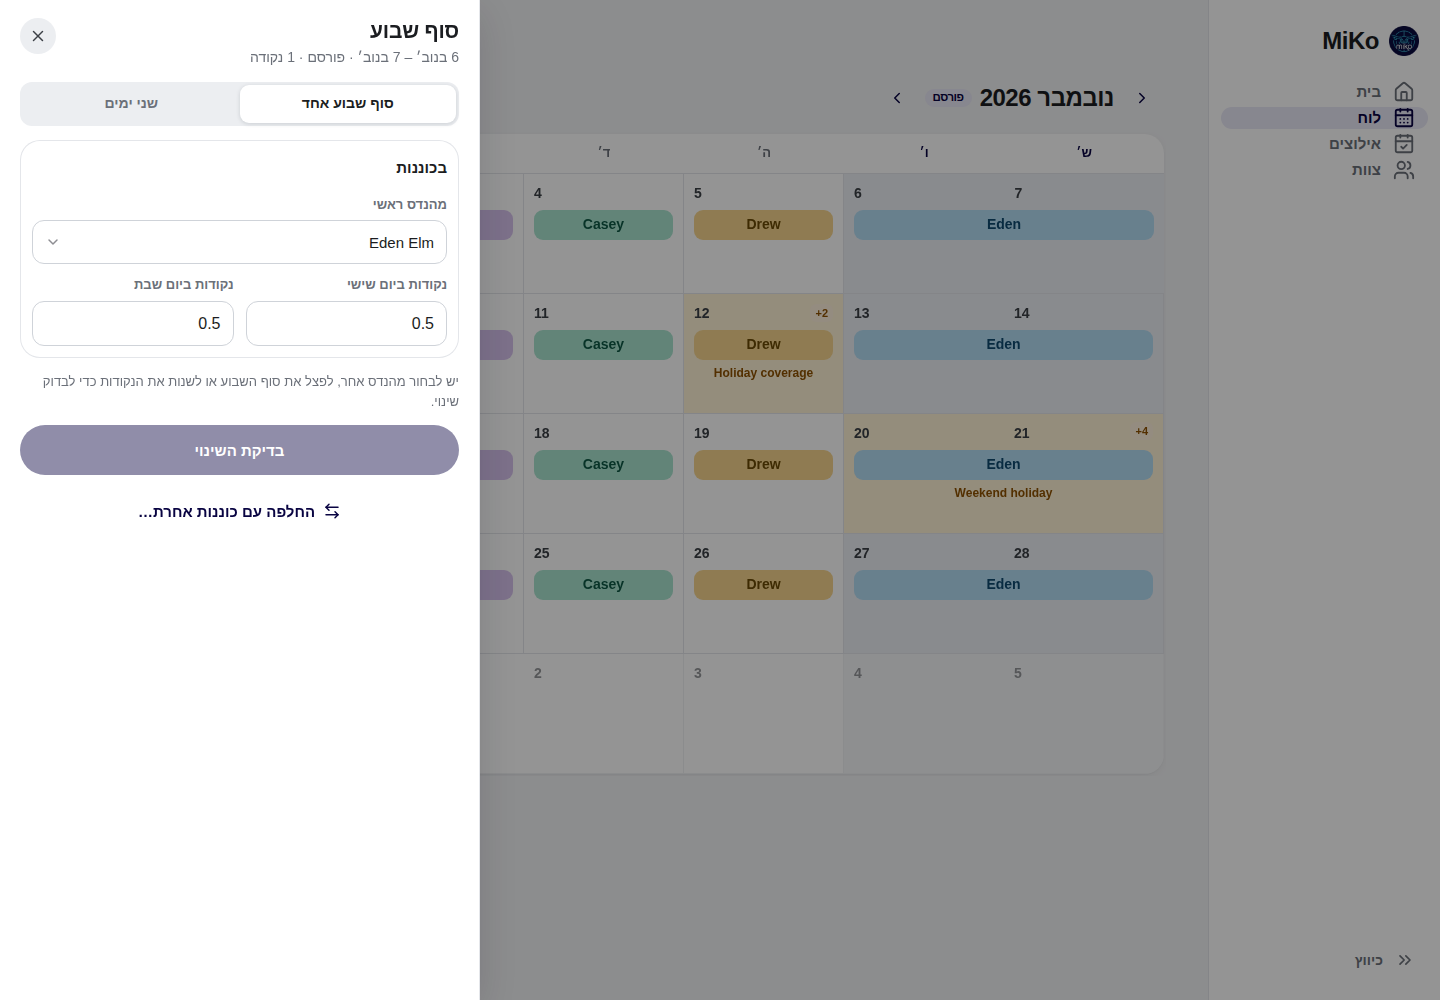 MiKo
בית
לוח
אילוצים
צוות
כיווץ
נובמבר 2026
פורסם
ש׳
ו׳
ה׳
ד׳
4
5
6
7
Casey
Drew
Eden
11
12
+2
13
14
Casey
Drew
Eden
Holiday coverage
18
19
20
21
+4
Casey
Drew
Eden
Weekend holiday
25
26
27
28
Casey
Drew
Eden
2
3
4
5
סוף שבוע
6 בנוב׳ – 7 בנוב׳ · פורסם · 1 נקודה
סוף שבוע אחד
שני ימים
בכוננות
מהנדס ראשי
Eden Elm
נקודות ביום שישי
נקודות ביום שבת
0.5
0.5
יש לבחור מהנדס אחר, לפצל את סוף השבוע או לשנות את הנקודות כדי לבדוק
שינוי.
בדיקת השינוי
החלפה עם כוננות אחרת…